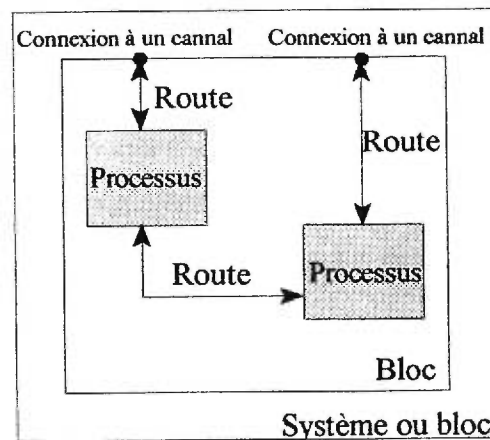 Connexion à un cannal Connexion à un cannal
Route
Route
Processus
Route
Processus
Bloc
Système ou bloc